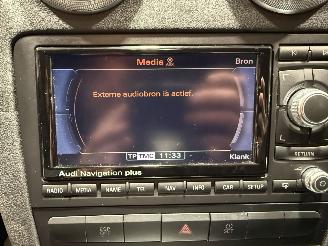 Media Bron
Externe audiobron is actief.
TP TMC 11:33 Klank
Audi Navigation plus
RADIO MEDIA NAME TEL NAV INFO CAR SETUP
RETURN